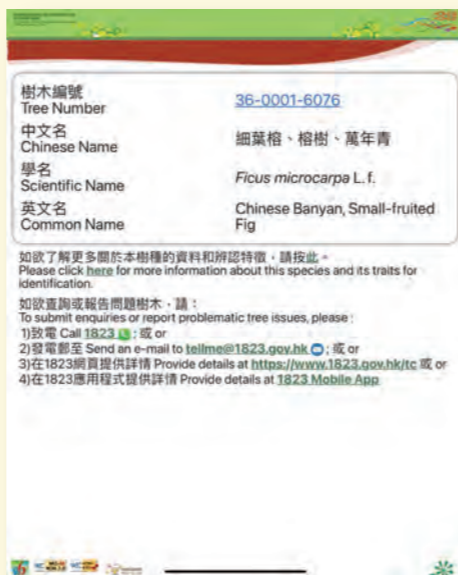 樹木編號
Tree Number
36-0001-6076
中文名
Chinese Name
細葉榕、榕樹、萬年青
學名
Scientific Name
Ficus microcarpa L. f.
英文名
Common Name
Chinese Banyan, Small-fruited
Fig
如欲了解更多關於本樹種的資料和辨認特徵，請按此。
Please click here for more information about this species and its traits for
identification.
如欲查詢或報告問題樹木，請：
To submit enquiries or report problematic tree issues, please :
1)致電 Call 1823 ; 或 or
2)發電郵至 Send an e-mail to tellme@1823.gov.hk ; 或 or
3)在1823網頁提供詳情 Provide details at https://www.1823.gov.hk/tc 或 or
4)在1823應用程式提供詳情 Provide details at 1823 Mobile App